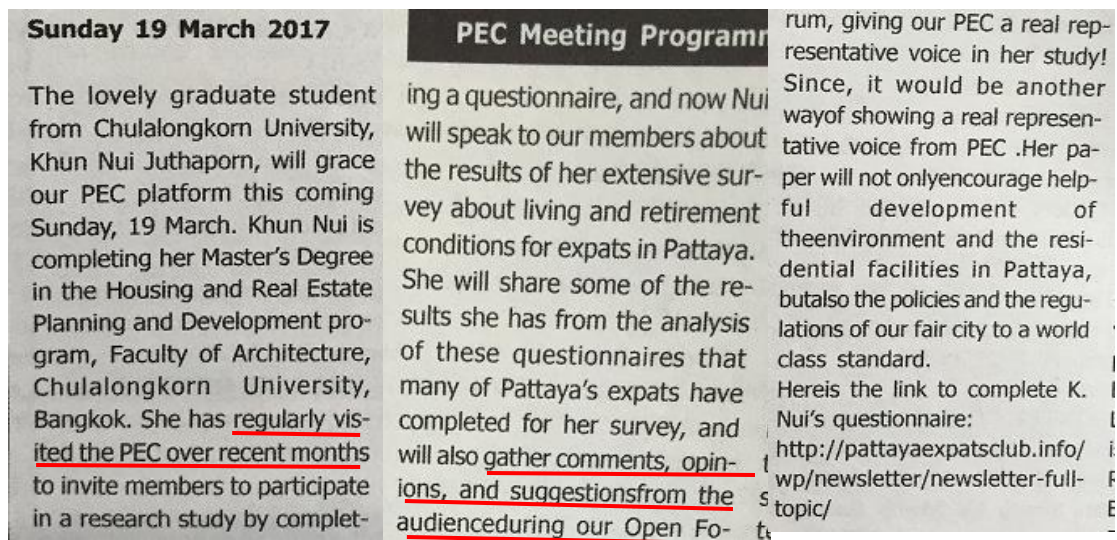 Sunday 19 March 2017
The lovely graduate student
from Chulalongkorn University,
Khun Nui Juthaporn, will grace
our PEC platform this coming
Sunday, 19 March. Khun Nui is
completing her Master's Degree
in the Housing and Real Estate
Planning and Development pro-
gram, Faculty of Architecture,
Chulalongkorn University,
Bangkok. She has regularly vis-
ited the PEC over recent months
to invite members to participate
in a research study by complet-
PEC Meeting Programm
ing a questionnaire, and now Nui
will speak to our members about
the results of her extensive sur-
vey about living and retirement
conditions for expats in Pattaya.
She will share some of the re-
sults she has from the analysis
of these questionnaires that
many of Pattaya's expats have
completed for her survey, and
will also gather comments, opin-
ions, and suggestionsfrom the
audienceduring our Open Fo-
rum, giving our PEC a real rep-
resentative voice in her study!
Since, it would be another
wayof showing a real represen-
tative voice from PEC .Her pa-
per will not onlyencourage help-
ful development of
theenvironment and the resi-
dential facilities in Pattaya,
butalso the policies and the regu-
lations of our fair city to a world
class standard.
Hereis the link to complete K.
Nui's questionnaire:
http://pattayaexpatsclub.info/
wp/newsletter/newsletter-full-
topic/